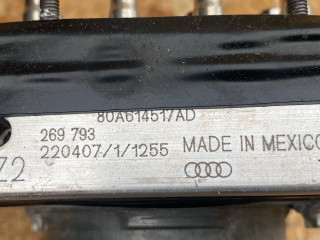 80A614517AD
269 793
220407/1/1255 MADE IN MEXICO
Z2